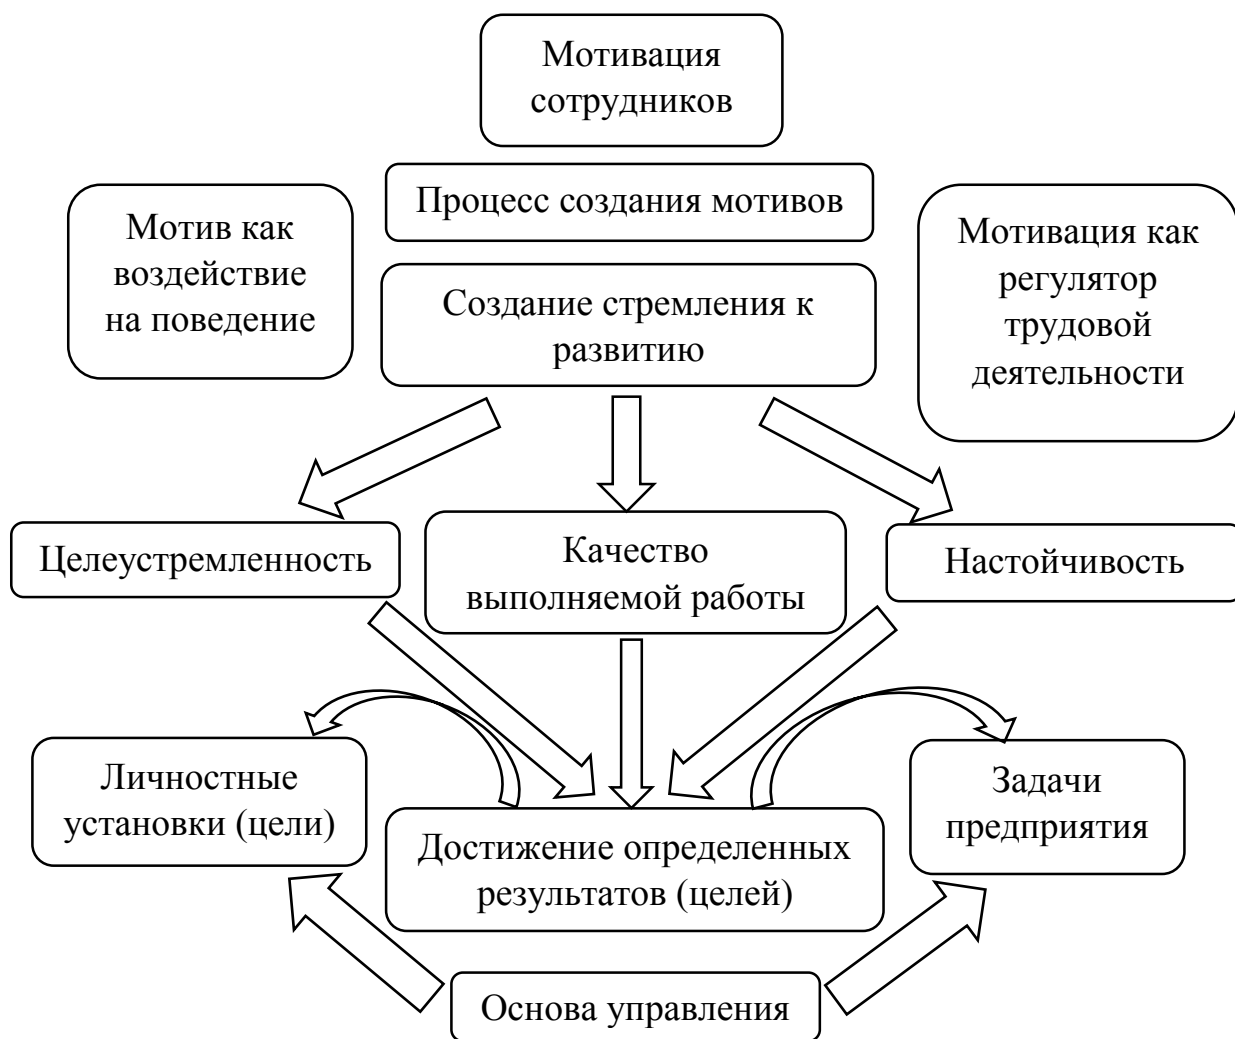 Мотивация
сотрудников
Процесс создания мотивов
Мотив как
воздействие
на поведение
Создание стремления к
развитию
Мотивация как
регулятор
трудовой
деятельности
Целеустремленность
Качество
выполняемой работы
Настойчивость
Личностные
установки (цели)
Достижение определенных
результатов (целей)
Задачи
предприятия
Основа управления